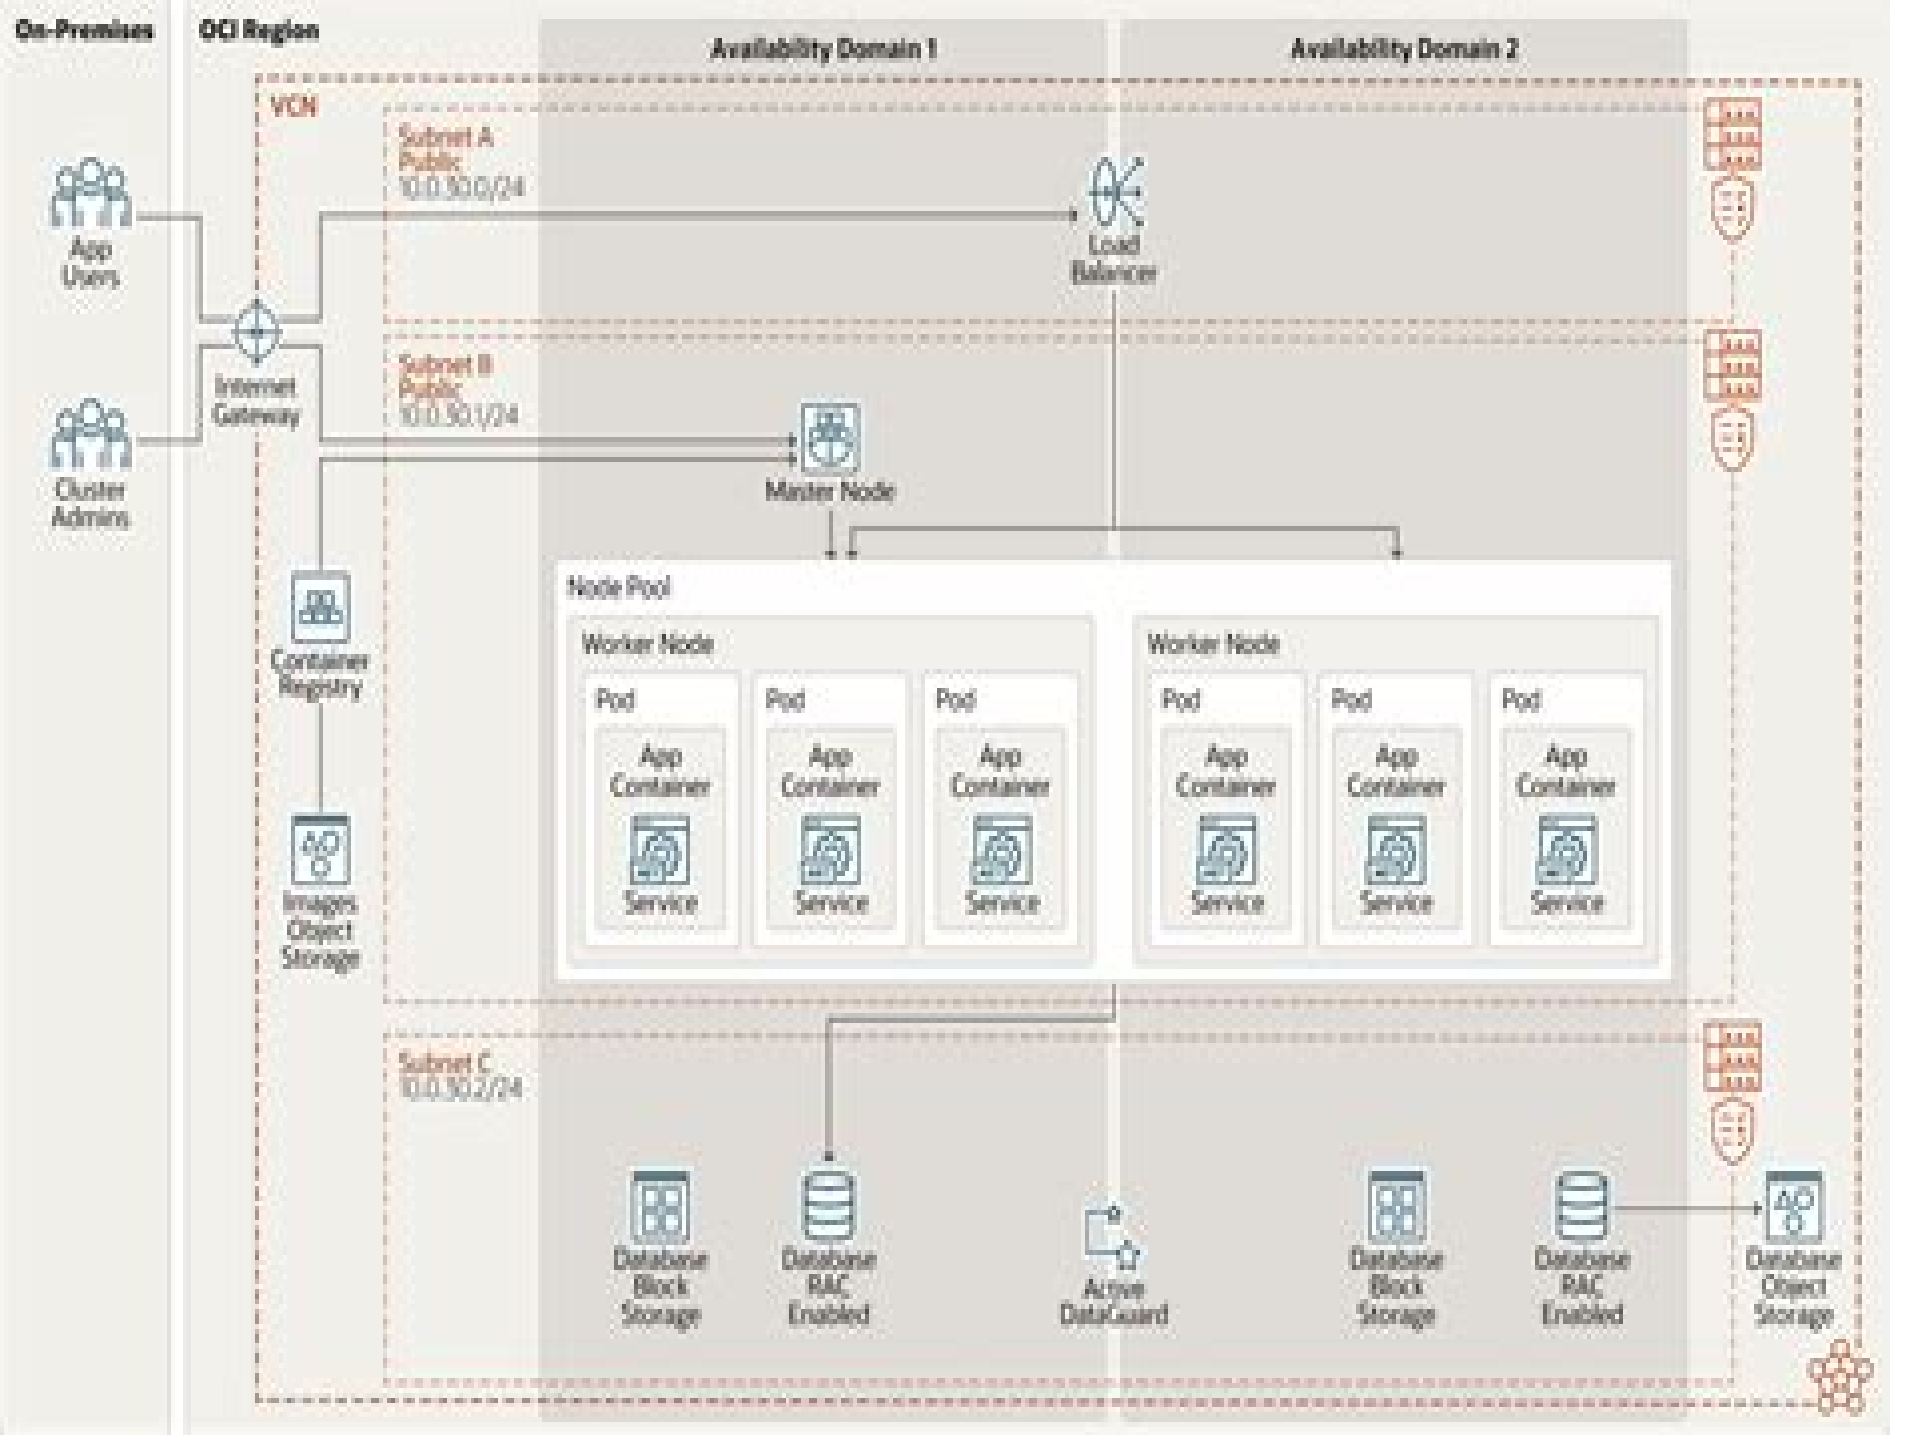 On-Premises
OCI Region
Availability Domain 1
Availability Domain 2
VCN
Subnet A
Public
10.0.30.0/24
App
Users
Load
Balancer
Internet
Gateway
Subnet B
Public
10.0.30.1/24
Cluster
Admins
Master Node
Container
Registry
Images
Object
Storage
Node Pool
Worker Node
Pod
App
Container
Service
Pod
App
Container
Service
Pod
App
Container
Service
Worker Node
Pod
App
Container
Service
Pod
App
Container
Service
Pod
App
Container
Service
Subnet C
10.0.30.2/24
Database
Block
Storage
Database
RAC
Enabled
Active
DataGuard
Database
Block
Storage
Database
RAC
Enabled
Database
Object
Storage